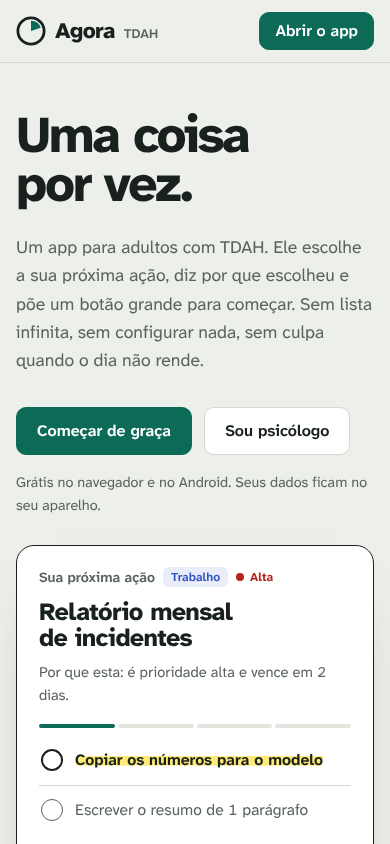 Agora TDAH
Abrir o app
Uma coisa
por vez.
Um app para adultos com TDAH. Ele escolhe
a sua próxima ação, diz por que escolheu e
põe um botão grande para começar. Sem lista
infinita, sem configurar nada, sem culpa
quando o dia não rende.
Começar de graça
Sou psicólogo
Grátis no navegador e no Android. Seus dados ficam no
seu aparelho.
Sua próxima ação Trabalho Alta
Relatório mensal
de incidentes
Por que esta: é prioridade alta e vence em 2
dias.
Copiar os números para o modelo
Escrever o resumo de 1 parágrafo